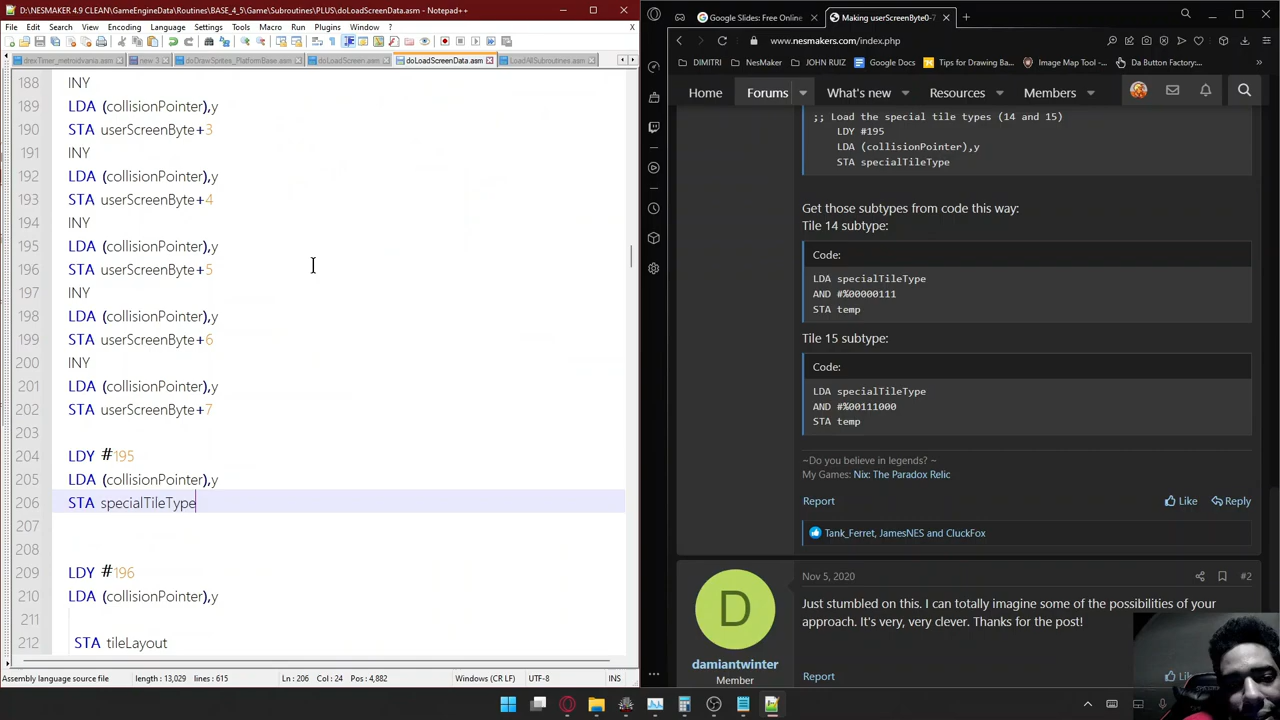 D:\NESMAKER 4.9 CLEAN\GameEngineData\Routines\BASE_4_5\Game\Subroutines\PLUS\doLoadScreenData.asm - Notepad++
File Edit Search View Encoding Language Settings Tools Macro Run Plugins Window ?
drexTimer_metrodvania.asm new 3 doDrawSprites_PlatformBase.asm doLoadScreen.asm doLoadScreenData.asm LoadAllSubroutines.asm
188 INY
189 LDA (collisionPointer),y
190 STA userScreenByte+3
191 INY
192 LDA (collisionPointer),y
193 STA userScreenByte+4
194 INY
195 LDA (collisionPointer),y
196 STA userScreenByte+5
197 INY
198 LDA (collisionPointer),y
199 STA userScreenByte+6
200 INY
201 LDA (collisionPointer),y
202 STA userScreenByte+7
203
204 LDY #195
205 LDA (collisionPointer),y
206 STA specialTileType
207
208
209 LDY #196
210 LDA (collisionPointer),y
211
212 STA tileLayout
Assembly language source file length : 13,029 lines : 615 Ln : 206 Col : 24 Pos : 4,882 Windows (CR LF) UTF-8 INS
Google Slides: Free Online Making userScreenByte0-7
www.nesmakers.com/index.php
DIMITRI NesMaker JOHN RUIZ Google Docs Tips for Drawing Ba... Image Map Tool -... Da Button Factory:...
Home Forums What's new Resources Members
;; Load the special tile types (14 and 15)
LDY #195
LDA (collisionPointer),y
STA specialTileType
Get those subtypes from code this way:
Tile 14 subtype:
Code:
LDA specialTileType
AND #%00000111
STA temp
Tile 15 subtype:
Code:
LDA specialTileType
AND #%00111000
STA temp
~Do you believe in legends? ~
My Games: Nix: The Paradox Relic
Report Like Reply
Tank_Ferret, JamesNES and CluckFox
Nov 5, 2020 #2
D
damiantwinter
Member
Just stumbled on this. I can totally imagine some of the possibilities of your
approach. It's very, very clever. Thanks for the post!
Report